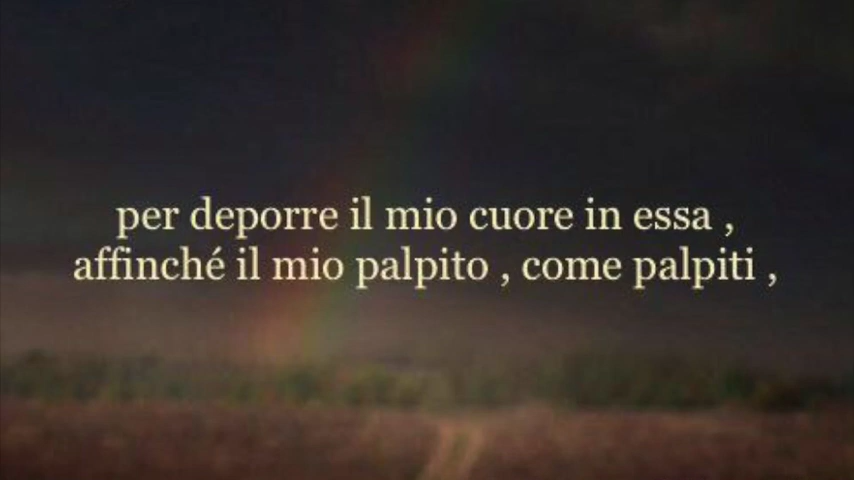 per deporre il mio cuore in essa ,
affinché il mio palpito , come palpiti ,